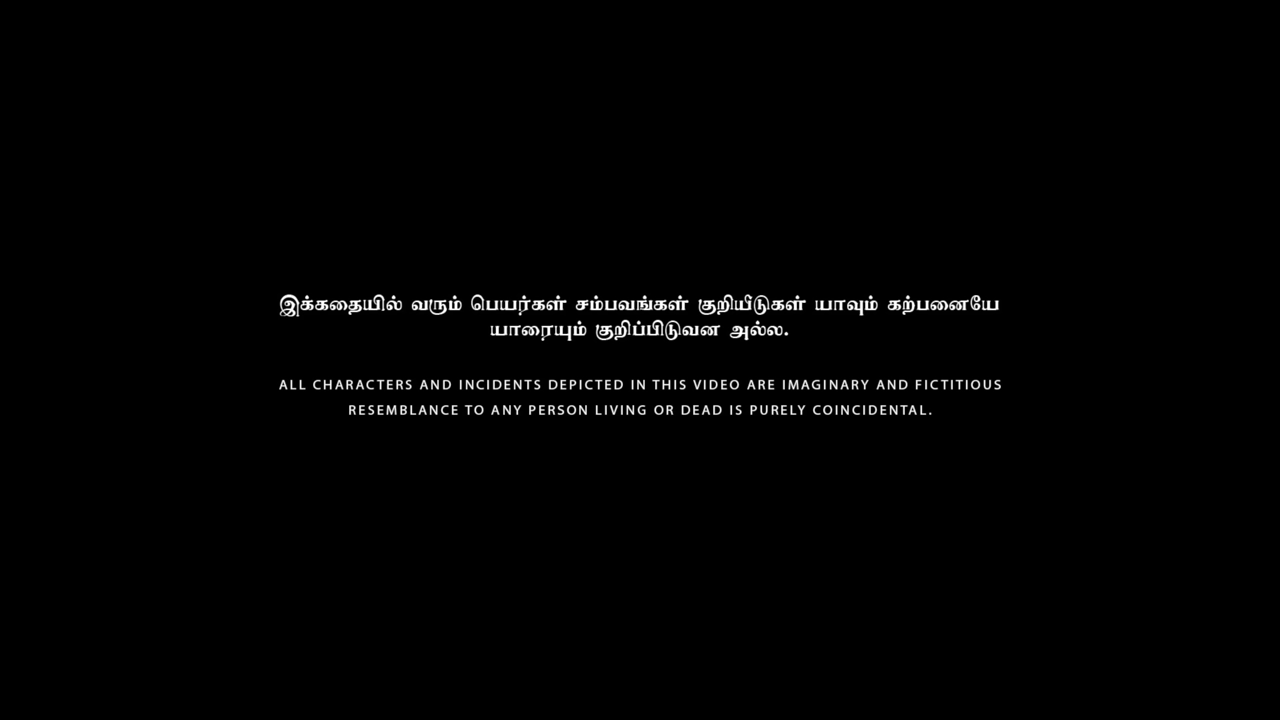 இக்கதையில் வரும் பெயர்கள் சம்பவங்கள் குறியீடுகள் யாவும் கற்பனையே
யாரையும் குறிப்பிடுவன அல்ல.
ALL CHARACTERS AND INCIDENTS DEPICTED IN THIS VIDEO ARE IMAGINARY AND FICTITIOUS
RESEMBLANCE TO ANY PERSON LIVING OR DEAD IS PURELY COINCIDENTAL.